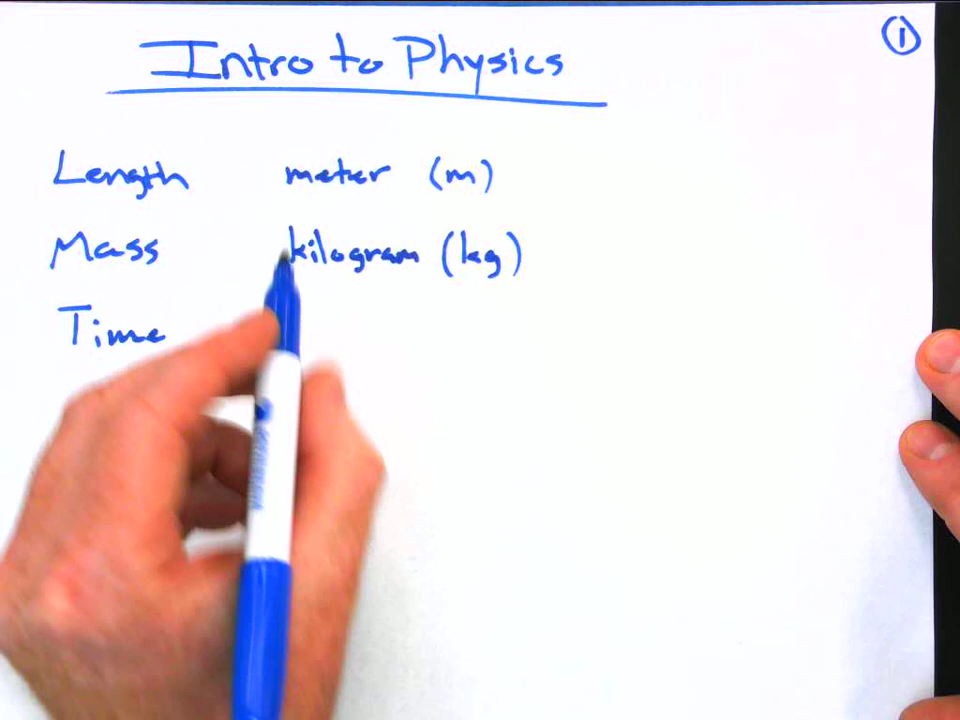 Intro to Physics
1
Length meter (m)
Mass kilogram (kg)
Time